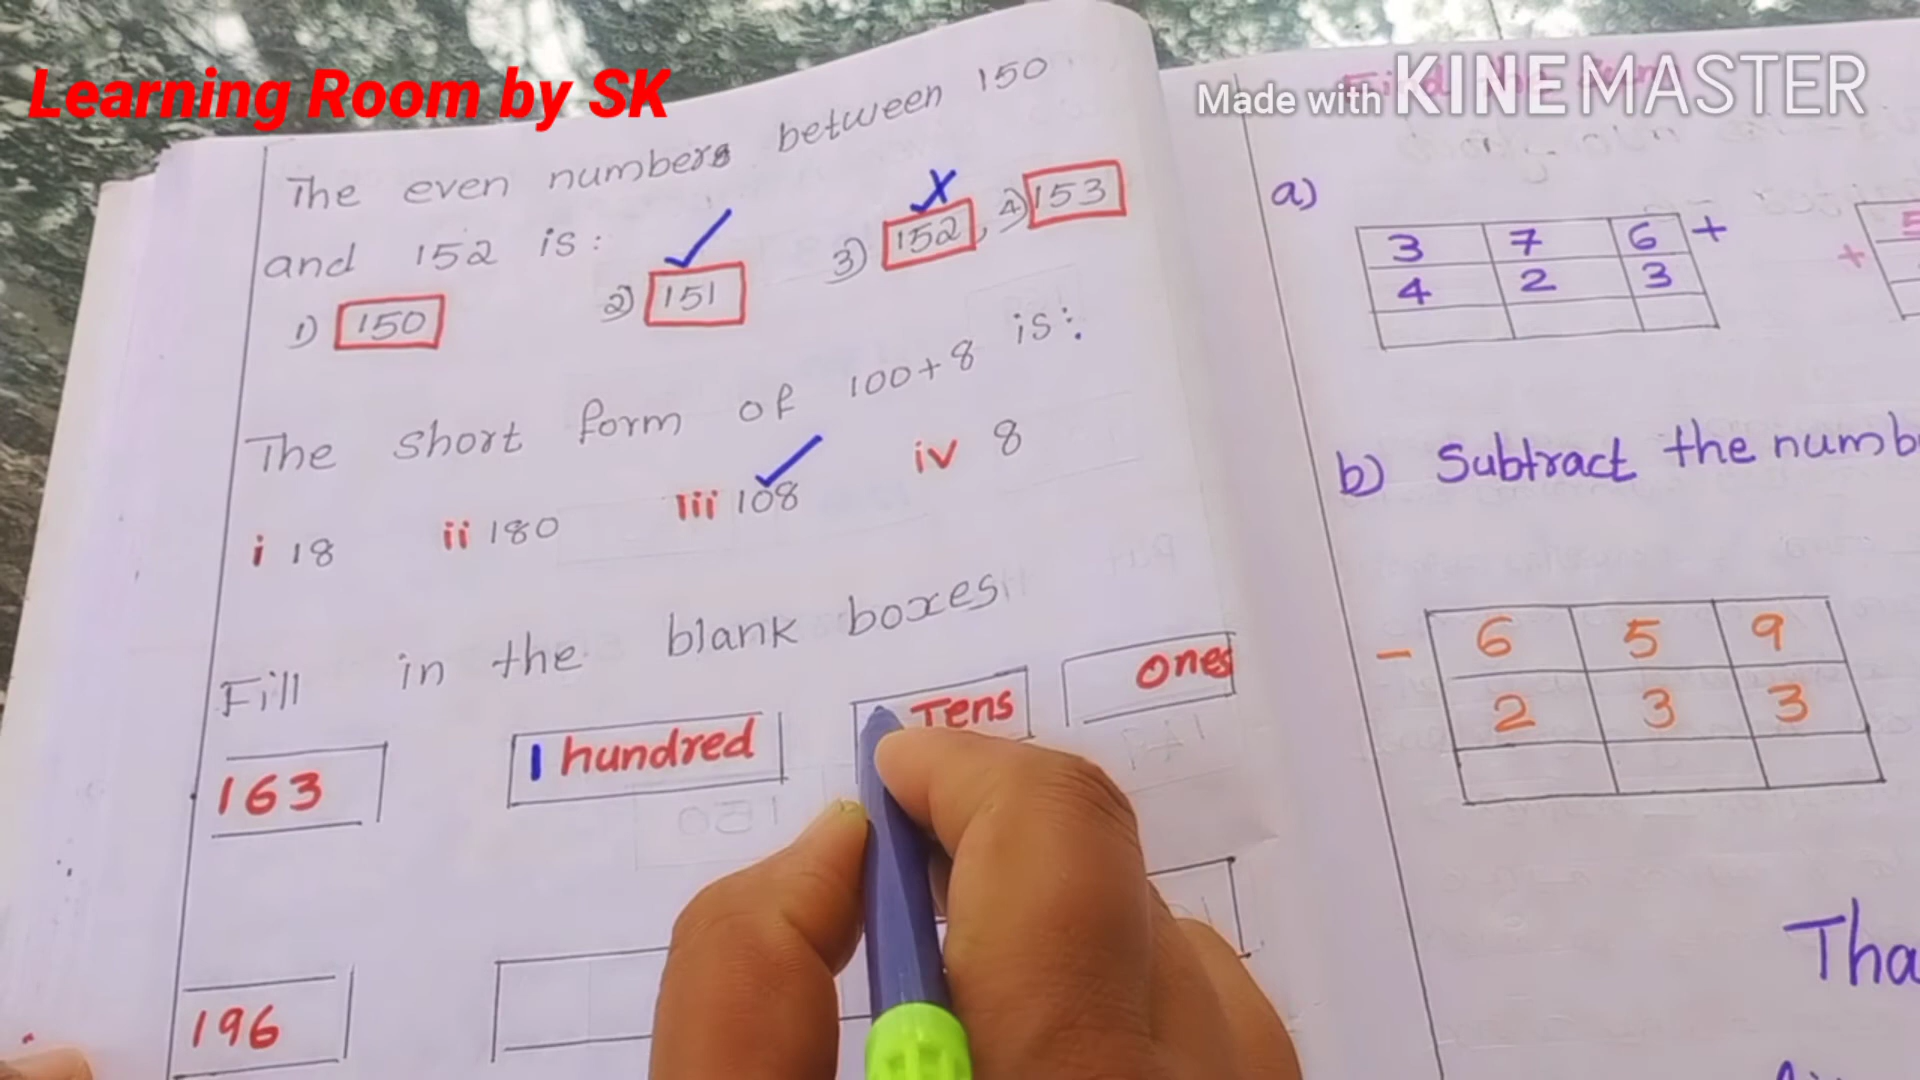 Learning Room by SK
Made with KINEMASTER
The even numbers between 150
and 152 is:
1) 150 2) 151 3) 152, 4) 153
The short form of 100+8 is:
i 18 ii 180 iii 108 iv 8
Fill in the blank boxes
163 1 hundred Tens ones
196
a)
3 7 6 +
4 2 3
+ 5
b) Subtract the numb
- 6 5 9
2 3 3
Tha